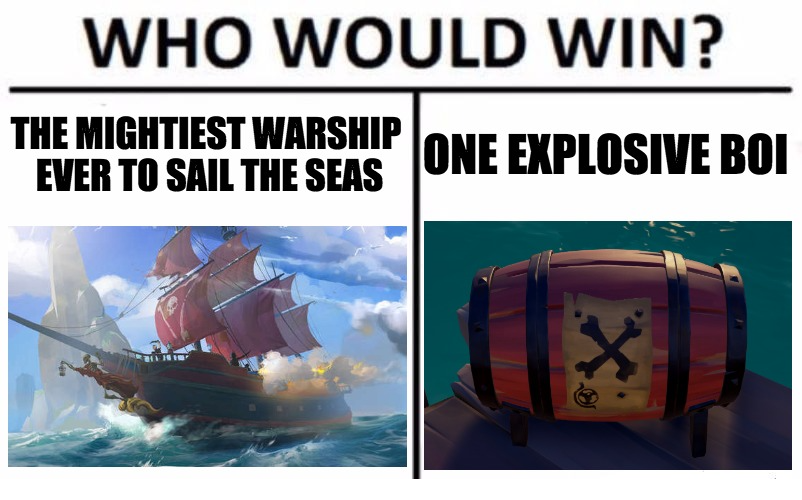 WHO WOULD WIN?
THE MIGHTIEST WARSHIP
EVER TO SAIL THE SEAS
ONE EXPLOSIVE BOI